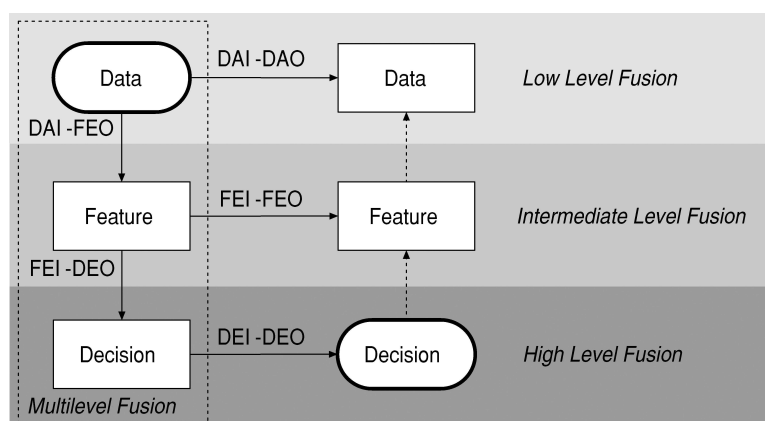 DAI -DAO
Data
Data
Low Level Fusion
DAI -FEO
FEI -FEO
Feature
Feature
Intermediate Level Fusion
FEI -DEO
DEI -DEO
Decision
Decision
High Level Fusion
Multilevel Fusion